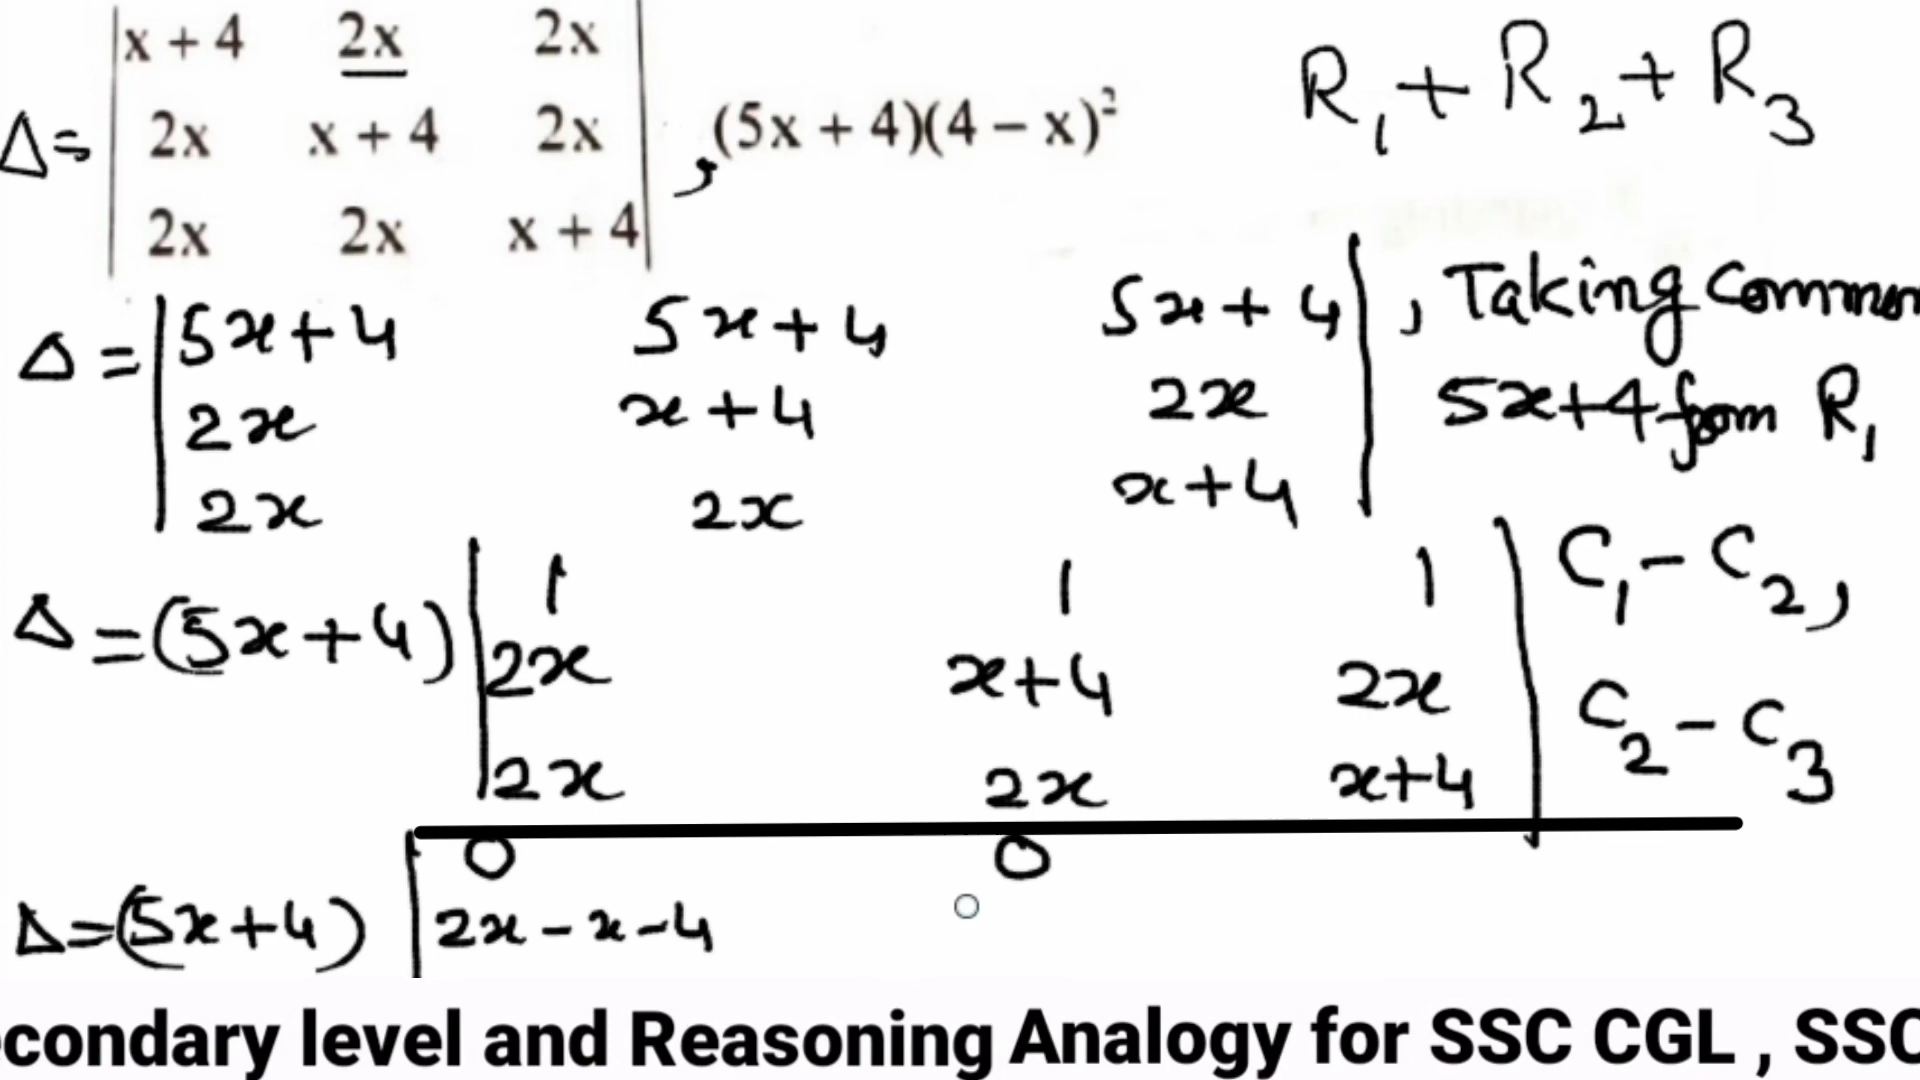 x + 4 2x 2x
Δ= 2x x + 4 2x , (5x + 4)(4 – x)²
2x 2x x + 4
R₁ + R₂ + R₃
Δ = 5x+4 5x+4 5x+4 , Taking Common
2x x+4 2x 5x+4 from R₁
2x 2x x+4
Δ =(5x+4) 1 1 1 C₁ - C₂,
2x x+4 2x
2x 2x x+4 C₂ - C₃
0 0
Δ=(5x+4) 2x - x - 4
econdary level and Reasoning Analogy for SSC CGL , SSC